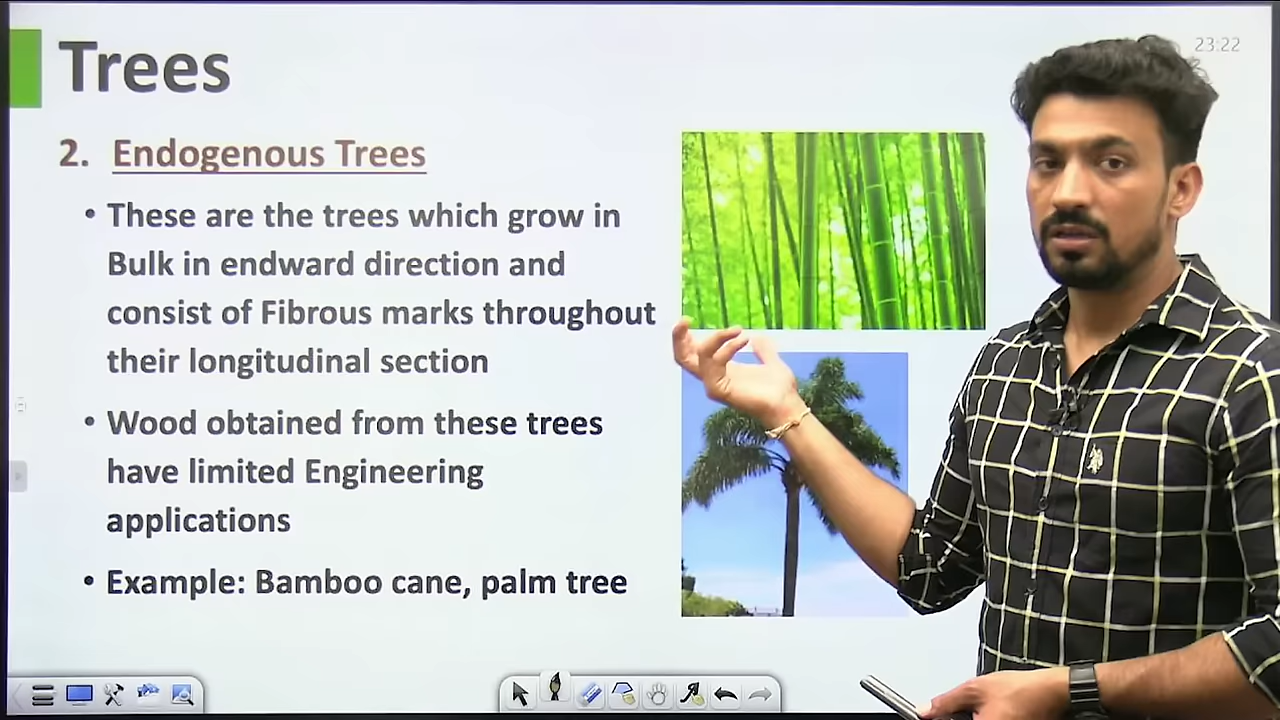 23:22
Trees
2. Endogenous Trees
• These are the trees which grow in
Bulk in endward direction and
consist of Fibrous marks throughout
their longitudinal section
• Wood obtained from these trees
have limited Engineering
applications
• Example: Bamboo cane, palm tree